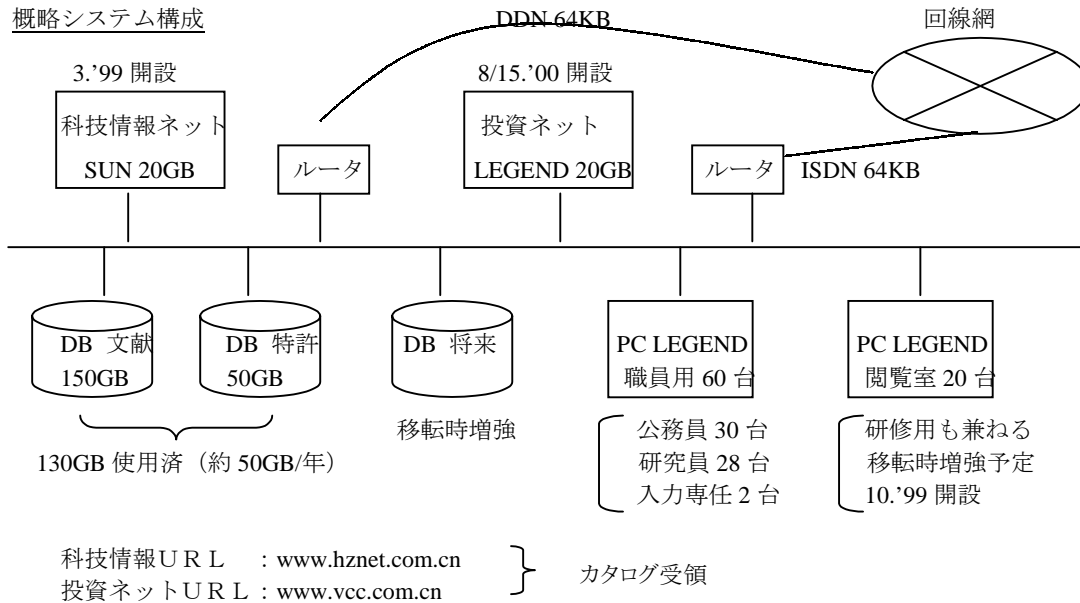 概略システム構成
DDN 64KB
回線網
3.'99 開設
8/15.'00 開設
科技情報ネット
SUN 20GB
ルータ
投資ネット
LEGEND 20GB
ルータ
ISDN 64KB
DB 文献
150GB
DB 特許
50GB
DB 将来
PC LEGEND
職員用 60 台
PC LEGEND
閲覧室 20 台
130GB 使用済（約 50GB/年）
移転時増強
公務員 30 台
研究員 28 台
入力専任 2 台
研修用も兼ねる
移転時増強予定
10.'99 開設
科技情報ＵＲＬ ：www.hznet.com.cn
投資ネットＵＲＬ：www.vcc.com.cn
カタログ受領